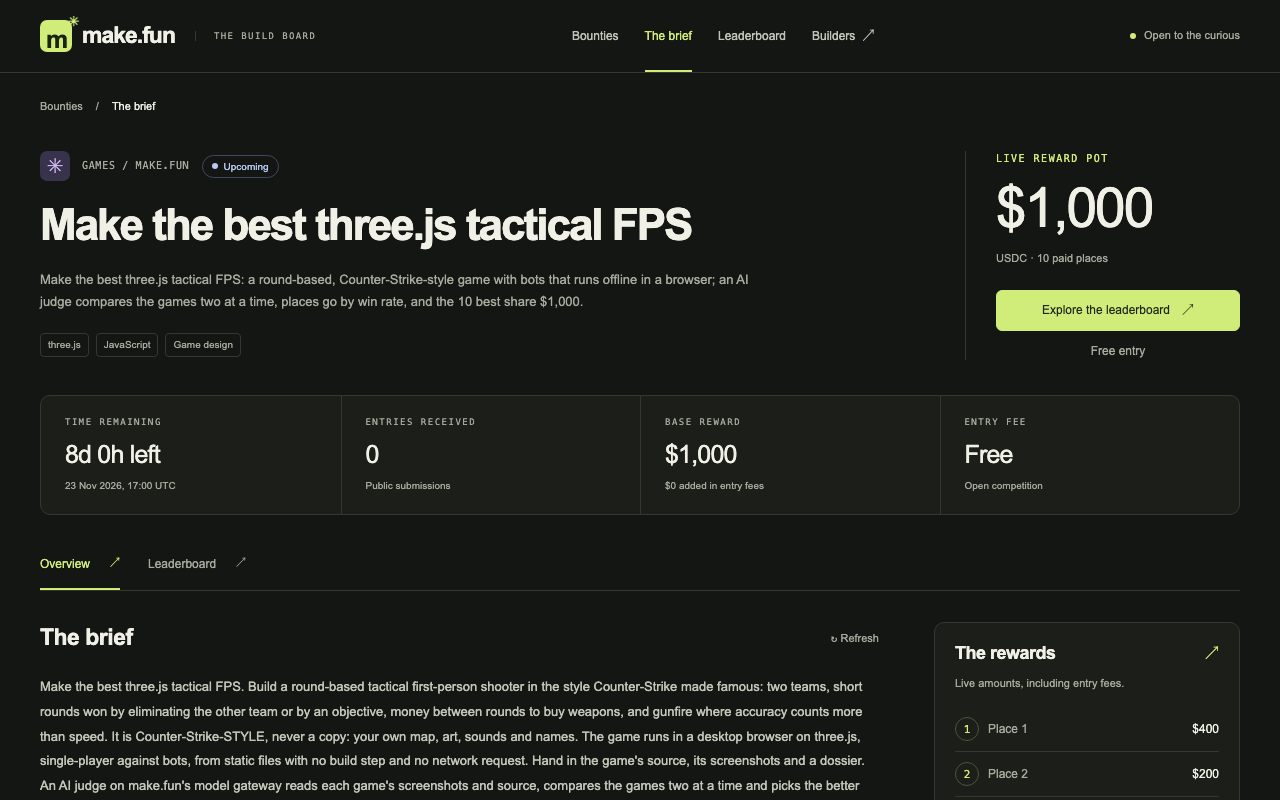 m make.fun
THE BUILD BOARD
Bounties
The brief
Leaderboard
Builders
Open to the curious
Bounties / The brief
GAMES / MAKE.FUN
Upcoming
Make the best three.js tactical FPS
Make the best three.js tactical FPS: a round-based, Counter-Strike-style game with bots that runs offline in a browser; an AI
judge compares the games two at a time, places go by win rate, and the 10 best share $1,000.
three.js
JavaScript
Game design
LIVE REWARD POT
$1,000
USDC · 10 paid places
Explore the leaderboard
Free entry
TIME REMAINING
8d 0h left
23 Nov 2026, 17:00 UTC
ENTRIES RECEIVED
0
Public submissions
BASE REWARD
$1,000
$0 added in entry fees
ENTRY FEE
Free
Open competition
Overview
Leaderboard
The brief
↻ Refresh
Make the best three.js tactical FPS. Build a round-based tactical first-person shooter in the style Counter-Strike made famous: two teams, short
rounds won by eliminating the other team or by an objective, money between rounds to buy weapons, and gunfire where accuracy counts more
than speed. It is Counter-Strike-STYLE, never a copy: your own map, art, sounds and names. The game runs in a desktop browser on three.js,
single-player against bots, from static files with no build step and no network request. Hand in the game's source, its screenshots and a dossier.
An AI judge on make.fun's model gateway reads each game's screenshots and source, compares the games two at a time and picks the better
The rewards
Live amounts, including entry fees.
1 Place 1 $400
2 Place 2 $200